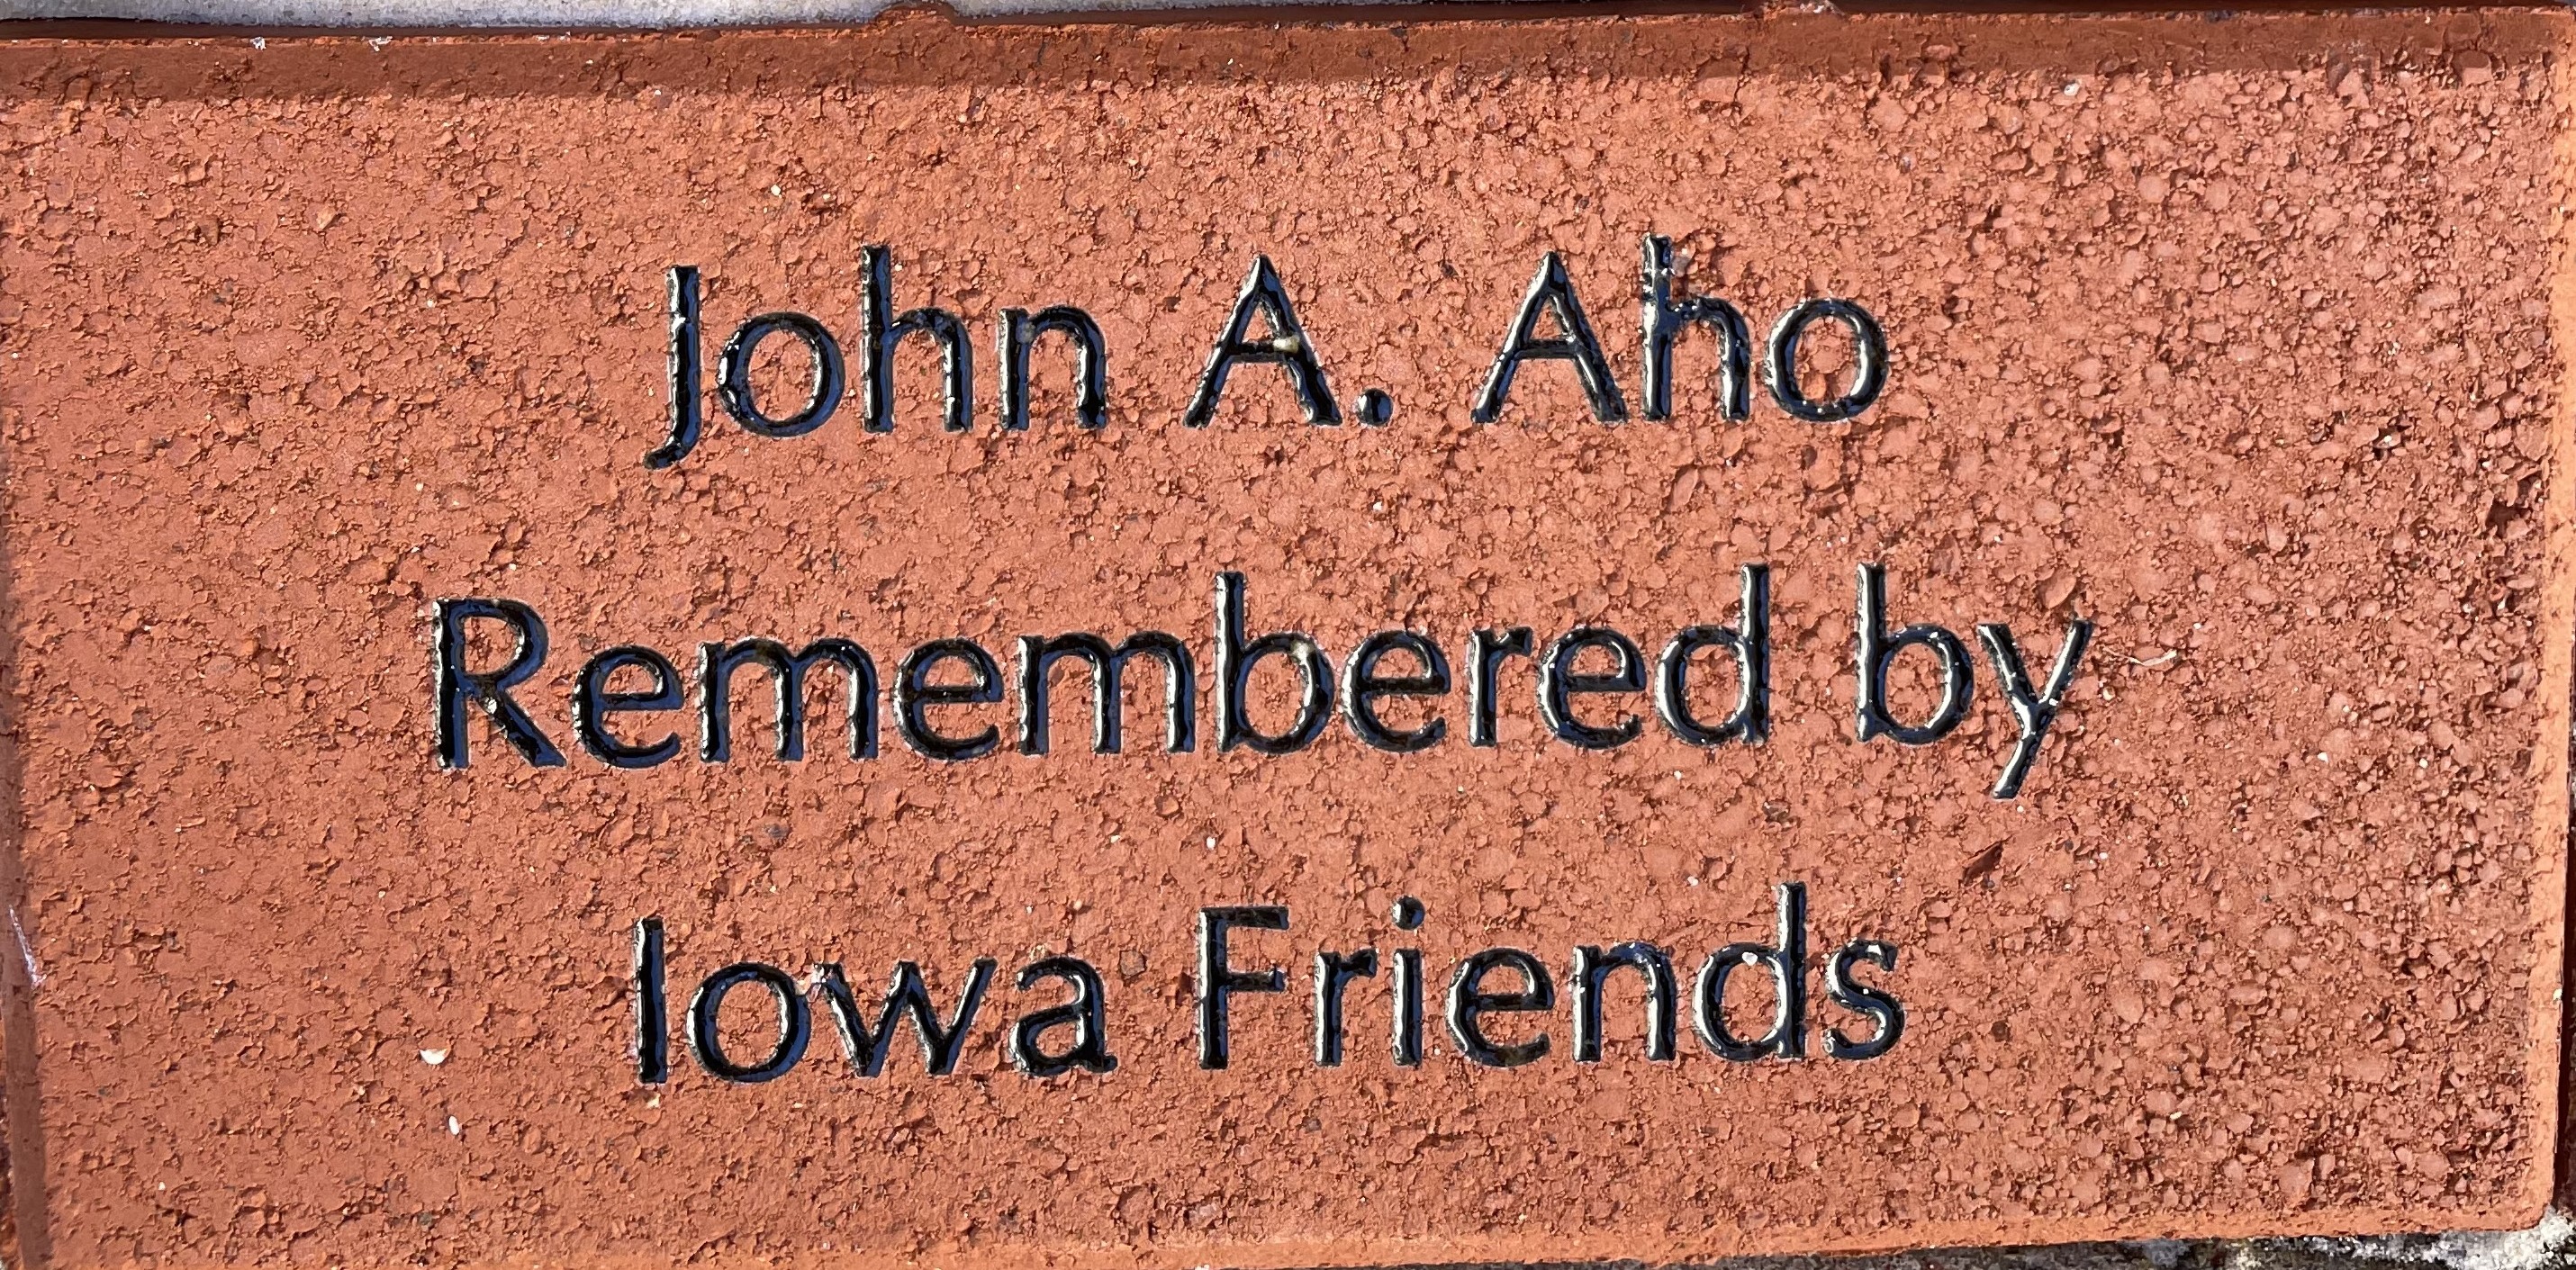 John A. Aho
Remembered by
Iowa Friends